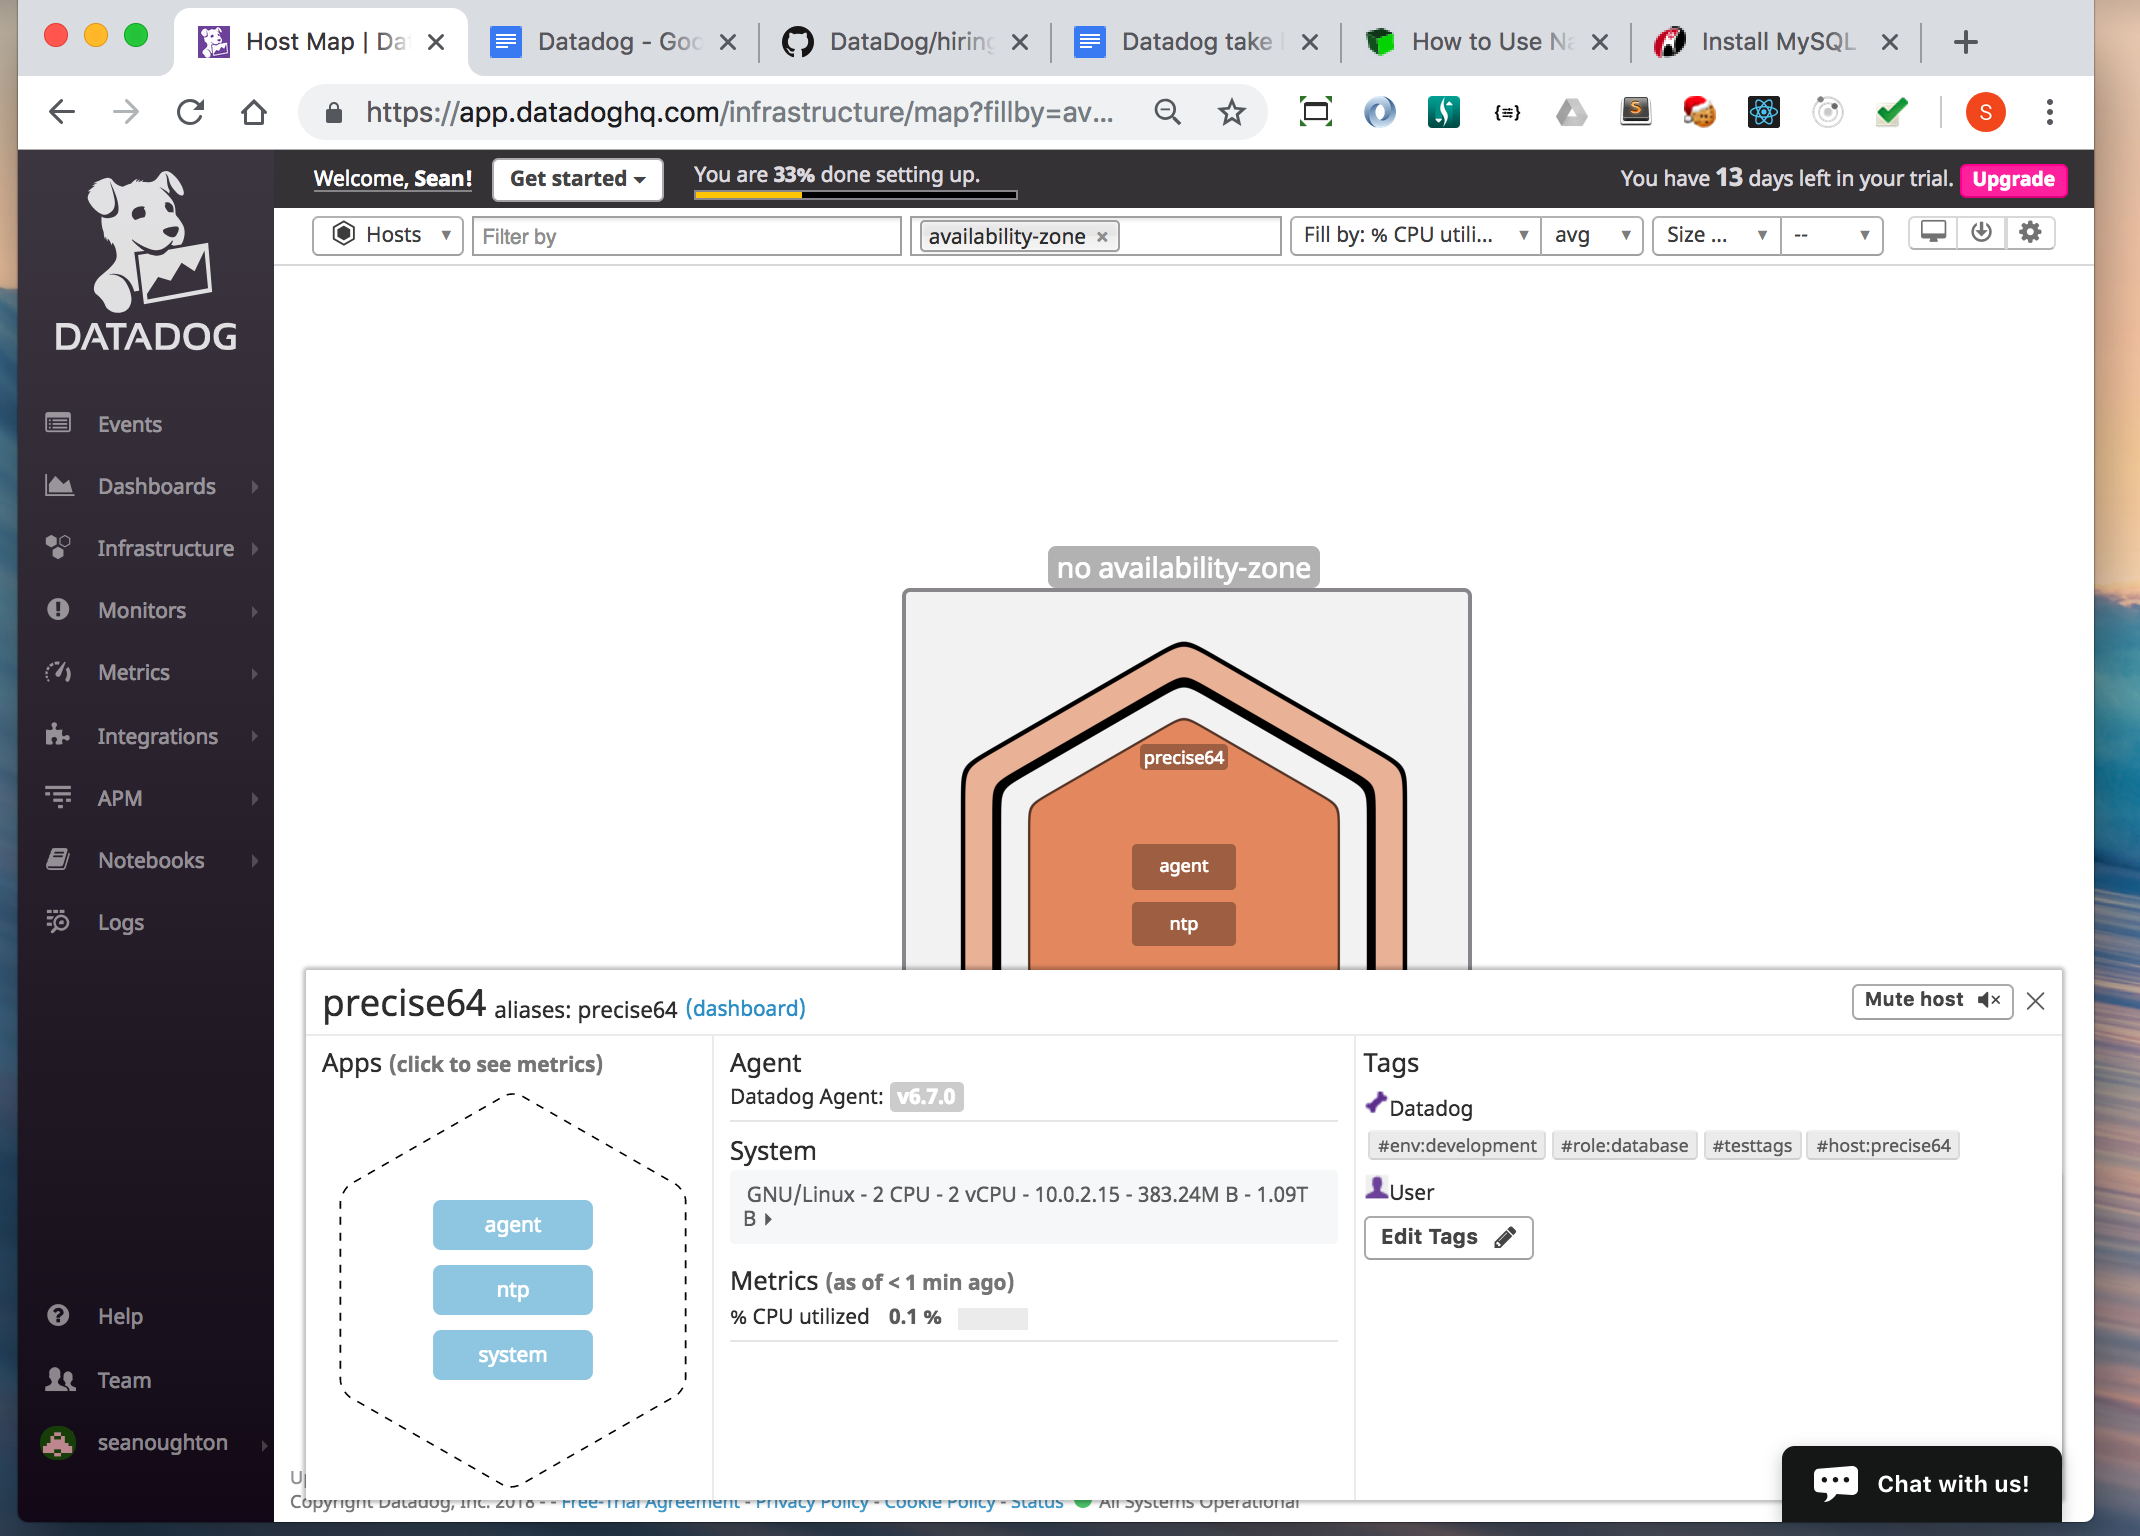 Host Map | Da
Datadog - Goo
DataDog/hiring
Datadog take
How to Use Na
Install MySQL
https://app.datadoghq.com/infrastructure/map?fillby=av...
S
Welcome, Sean!
Get started
You are 33% done setting up.
You have 13 days left in your trial.
Upgrade
Hosts
Filter by
availability-zone ×
Fill by: % CPU utili...
avg
Size ...
--
DATADOG
Events
Dashboards
Infrastructure
Monitors
Metrics
Integrations
APM
Notebooks
Logs
Help
Team
seanoughton
no availability-zone
precise64
agent
ntp
precise64 aliases: precise64 (dashboard)
Mute host
Apps (click to see metrics)
agent
ntp
system
Agent
Datadog Agent: v6.7.0
System
GNU/Linux - 2 CPU - 2 vCPU - 10.0.2.15 - 383.24M B - 1.09T
B
Metrics (as of < 1 min ago)
% CPU utilized 0.1 %
Tags
Datadog
#env:development #role:database #testtags #host:precise64
User
Edit Tags
Copyright Datadog, Inc. 2018 - - Free-Trial Agreement - Privacy Policy - Cookie Policy - Status All Systems Operational
Chat with us!